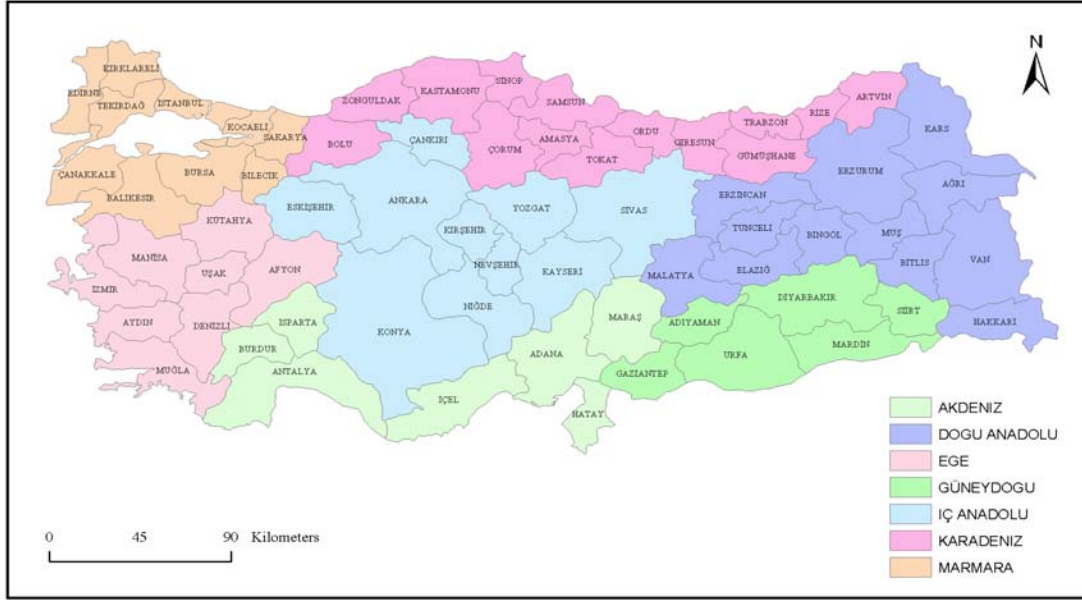 N
KIRKLARELİ
EDİRNE
TEKİRDAĞ
İSTANBUL
KOCAELİ
SAKARYA
ÇANAKKALE
BALIKESİR
BURSA
BİLECİK
ZONGULDAK
KASTAMONU
SİNOP
SAMSUN
BOLU
ÇANKIRI
ÇORUM
AMASYA
ORDU
TOKAT
GİRESUN
TRABZON
RİZE
ARTVİN
GÜMÜŞHANE
KARS
ERZURUM
AĞRI
ERZİNCAN
TUNCELİ
BİNGÖL
MUŞ
BİTLİS
VAN
MALATYA
ELAZIĞ
HAKKARİ
ESKİŞEHİR
ANKARA
KIRŞEHİR
YOZGAT
SİVAS
NEVŞEHİR
KAYSERİ
NİĞDE
KONYA
KÜTAHYA
MANİSA
UŞAK
AFYON
İZMİR
AYDIN
DENİZLİ
MUĞLA
ISPARTA
BURDUR
ANTALYA
İÇEL
ADANA
MARAŞ
HATAY
DİYARBAKIR
SİİRT
ADIYAMAN
URFA
MARDİN
GAZİANTEP
AKDENIZ
DOGU ANADOLU
EGE
GÜNEYDOGU
IÇ ANADOLU
KARADENIZ
MARMARA
0 45 90 Kilometers